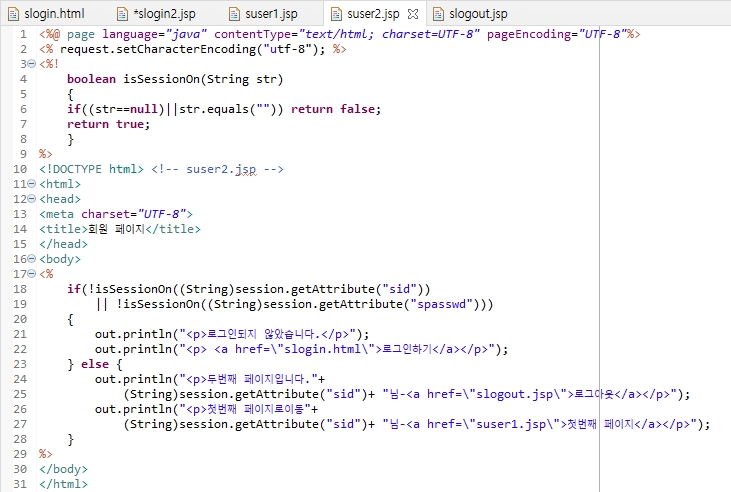 slogin.html *slogin2.jsp suser1.jsp suser2.jsp slogout.jsp
1 <%@ page language="java" contentType="text/html; charset=UTF-8" pageEncoding="UTF-8"%>
2 <% request.setCharacterEncoding("utf-8"); %>
3 <%!
4 boolean isSessionOn(String str)
5 {
6 if((str==null)||str.equals("")) return false;
7 return true;
8 }
9 %>
10 <!DOCTYPE html> <!-- suser2.jsp -->
11 <html>
12 <head>
13 <meta charset="UTF-8">
14 <title>회원 페이지</title>
15 </head>
16 <body>
17 <%
18 if(!isSessionOn((String)session.getAttribute("sid"))
19 || !isSessionOn((String)session.getAttribute("spasswd")))
20 {
21 out.println("<p>로그인되지 않았습니다.</p>");
22 out.println("<p> <a href=\"slogin.html\">로그인하기</a></p>");
23 } else {
24 out.println("<p>두번째 페이지입니다."+
25 (String)session.getAttribute("sid")+ "님-<a href=\"slogout.jsp\">로그아웃</a></p>");
26 out.println("<p>첫번째 페이지로이동"+
27 (String)session.getAttribute("sid")+ "님-<a href=\"suser1.jsp\">첫번째 페이지</a></p>");
28 }
29 %>
30 </body>
31 </html>